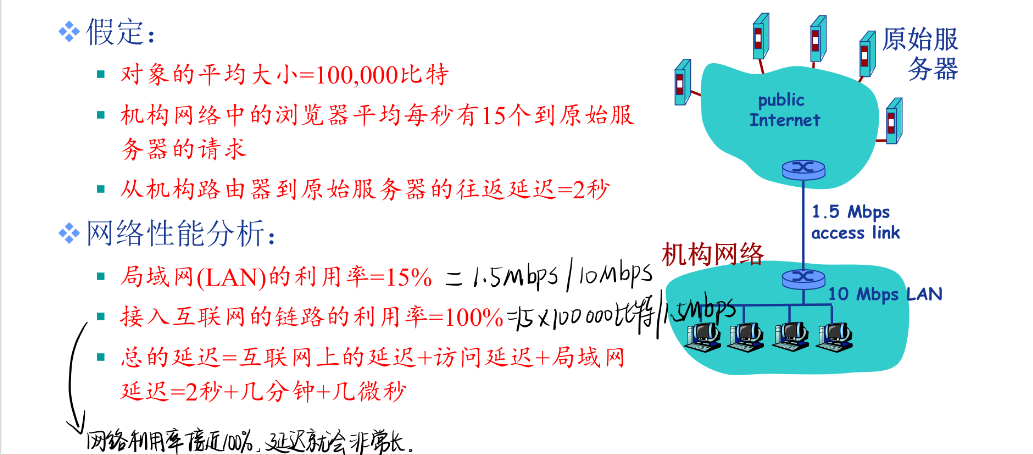 假定:
对象的平均大小=100,000比特
机构网络中的浏览器平均每秒有15个到原始服
务器的请求
从机构路由器到原始服务器的往返延迟=2秒
网络性能分析:
局域网(LAN)的利用率=15% = 1.5Mbps/10Mbps
接入互联网的链路的利用率=100%=15×100000比特/1.5Mbps
总的延迟=互联网上的延迟+访问延迟+局域网
延迟=2秒+几分钟+几微秒
网络利用率接近100%,延迟就会非常长.
原始服
务器
public
Internet
1.5 Mbps
access link
机构网络
10 Mbps LAN